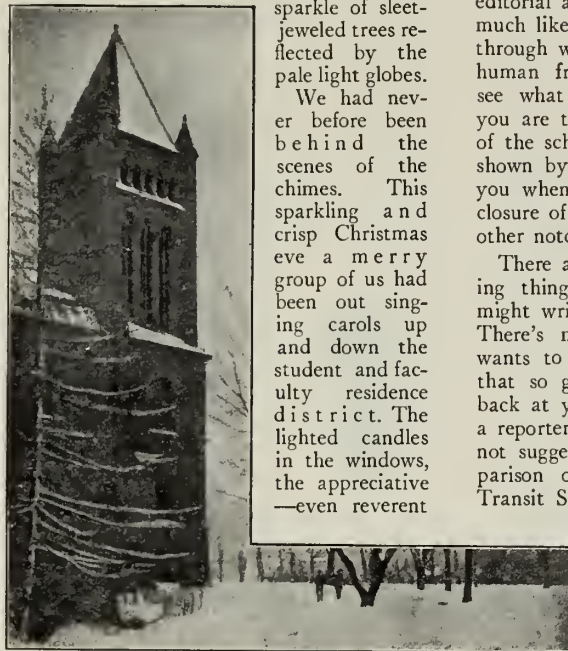 sparkle of sleet-
jeweled trees re-
flected by the
pale light globes.
We had nev-
er before been
behind the
scenes of the
chimes. This
sparkling and
crisp Christmas
eve a merry
group of us had
been out sing-
ing carols up
and down the
student and fac-
ulty residence
district. The
lighted candles
in the windows,
the appreciative
—even reverent
editorial a
much like
through w
human fr
see what
you are t
of the sch
shown by
you when
closure of
other note
There a
ing thing
might wri
There's n
wants to
that so g
back at y
a reporter
not sugge
parison o
Transit S